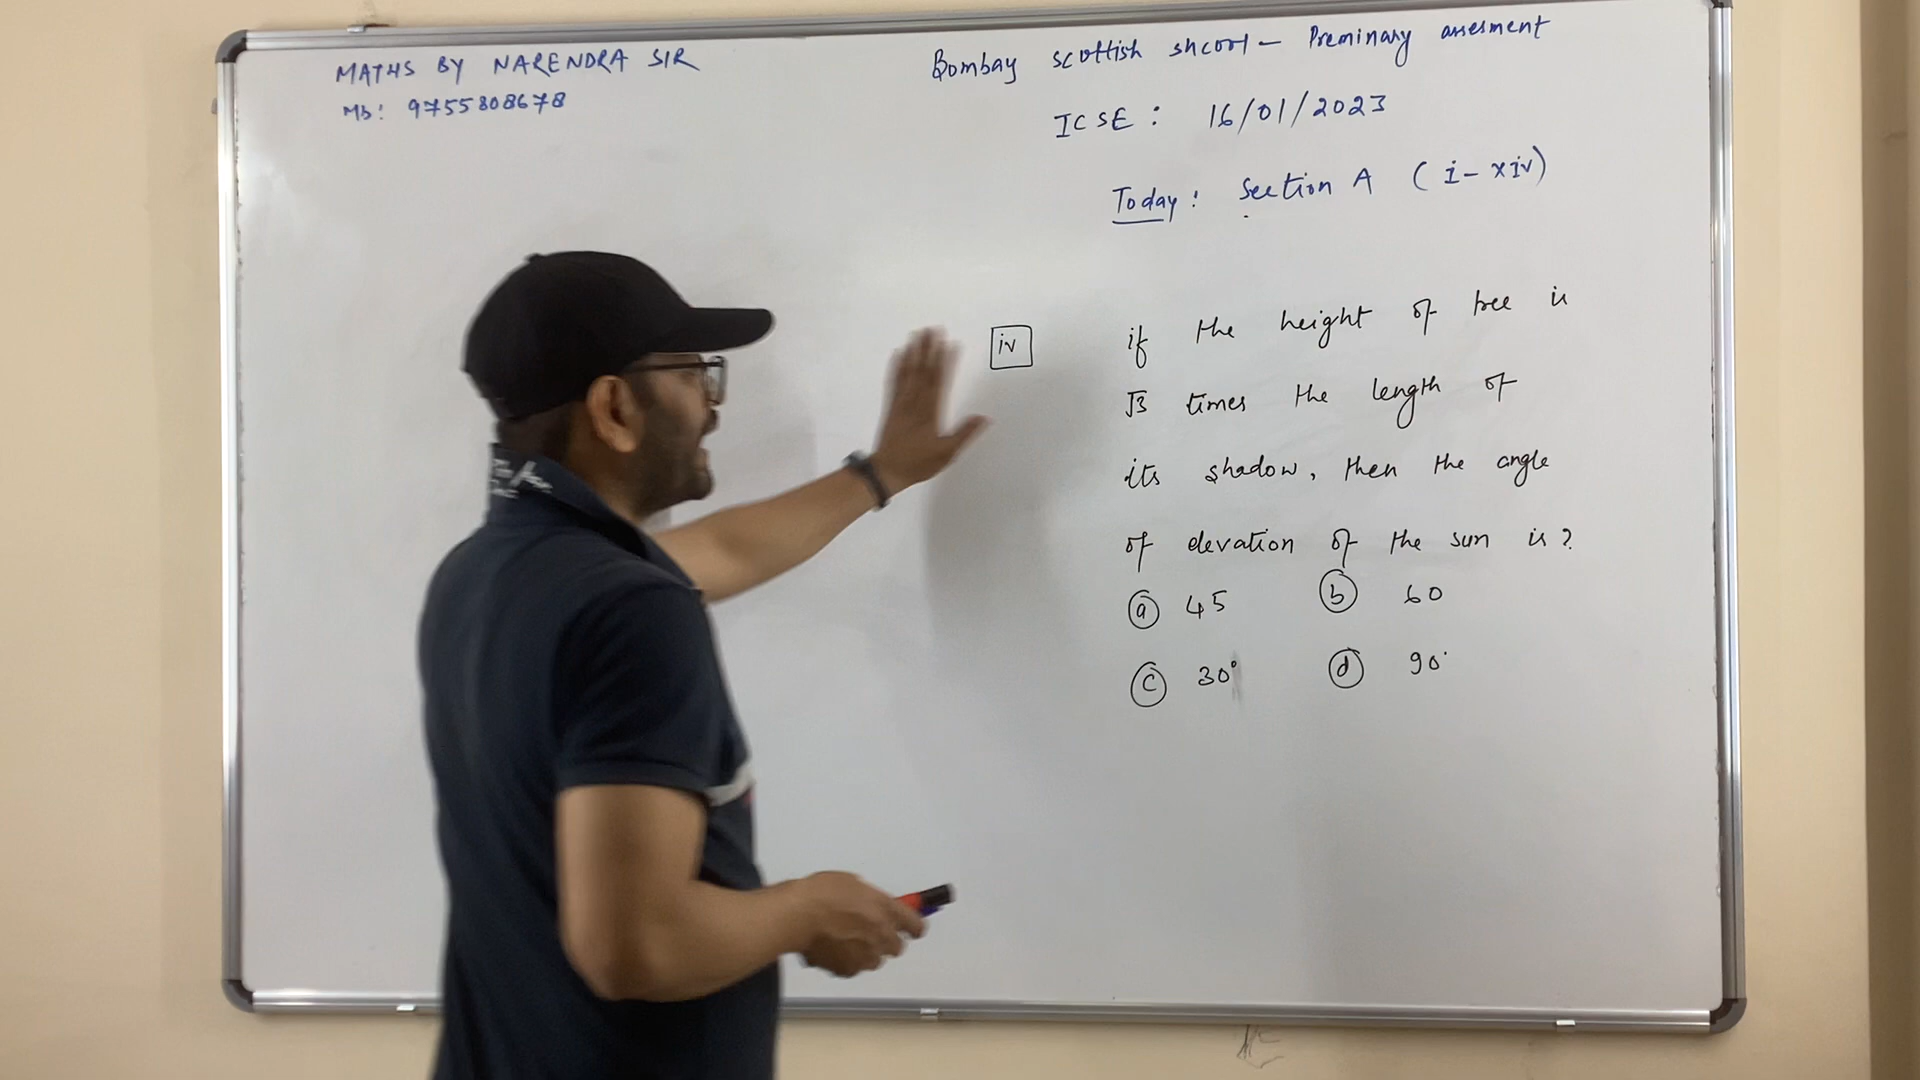 MATHS BY NARENDRA SIR
Mb: 9755808678
Bombay scottish shcool - Preminary assesment
ICSE : 16/01/2023
Today : Section A ( i - xiv)
iv if the height of tree is
√3 times the length of
its shadow, then the angle
of elevation of the sun is ?
a 45 b 60
c 30° d 90°